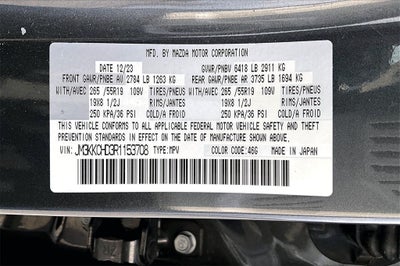 MFD. BY MAZDA MOTOR CORPORATION
DATE 12/23 GVWR/PNBV 6418 LB 2911 KG
FRONT GAWR/PNBE AV 2784 LB 1263 KG REAR GAWR/PNBE AR 3735 LB 1694 KG
WITH/AVEC 265 /55R19 109V TIRES/PNEUS WITH/AVEC 265 /55R19 109V TIRES/PNEUS
19X8 1/2J RIMS/JANTES 19X8 1/2J RIMS/JANTES
250 KPA/36 PSI COLD/A FROID 250 KPA/36 PSI COLD/A FROID
THIS VEHICLE CONFORMS TO ALL APPLICABLE FEDERAL MOTOR VEHICLE SAFETY AND
THEFT PREVENTION STANDARDS IN EFFECT ON THE DATE OF MANUFACTURE SHOWN ABOVE.
VIN: JM3KKCHD3R1153708 TYPE:MPV COLOR CODE:46G MADE IN JAPAN